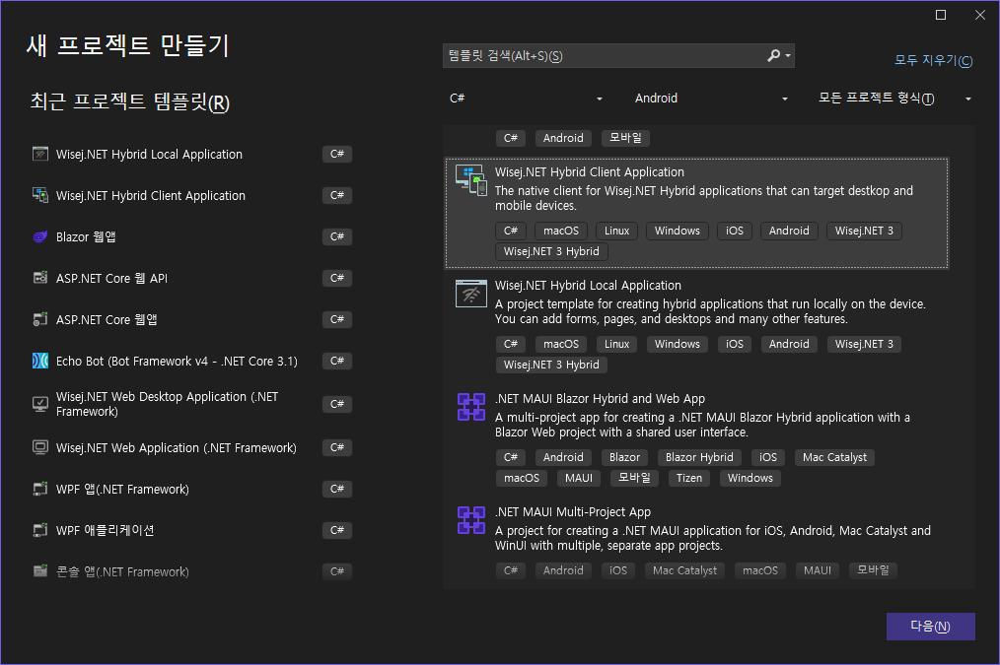 새 프로젝트 만들기
템플릿 검색(Alt+S)(S)
모두 지우기(C)
최근 프로젝트 템플릿(R)
C#
Android
모든 프로젝트 형식(T)
Wisej.NET Hybrid Local Application C#
Wisej.NET Hybrid Client Application C#
Blazor 웹앱 C#
ASP.NET Core 웹 API C#
ASP.NET Core 웹앱 C#
Echo Bot (Bot Framework v4 - .NET Core 3.1) C#
Wisej.NET Web Desktop Application (.NET
Framework) C#
Wisej.NET Web Application (.NET Framework) C#
WPF 앱(.NET Framework) C#
WPF 애플리케이션 C#
콘솔 앱(.NET Framework) C#
C# Android 모바일
Wisej.NET Hybrid Client Application
The native client for Wisej.NET Hybrid applications that can target destkop and
mobile devices.
C# macOS Linux Windows iOS Android Wisej.NET 3
Wisej.NET 3 Hybrid
Wisej.NET Hybrid Local Application
A project template for creating hybrid applications that run locally on the device.
You can add forms, pages, and desktops and many other features.
C# macOS Linux Windows iOS Android Wisej.NET 3
Wisej.NET 3 Hybrid
.NET MAUI Blazor Hybrid and Web App
A multi-project app for creating a .NET MAUI Blazor Hybrid application with a
Blazor Web project with a shared user interface.
C# Android Blazor Blazor Hybrid iOS Mac Catalyst
macOS MAUI 모바일 Tizen Windows
.NET MAUI Multi-Project App
A project for creating a .NET MAUI application for iOS, Android, Mac Catalyst and
WinUI with multiple, separate app projects.
C# Android iOS Mac Catalyst macOS MAUI 모바일
다음(N)